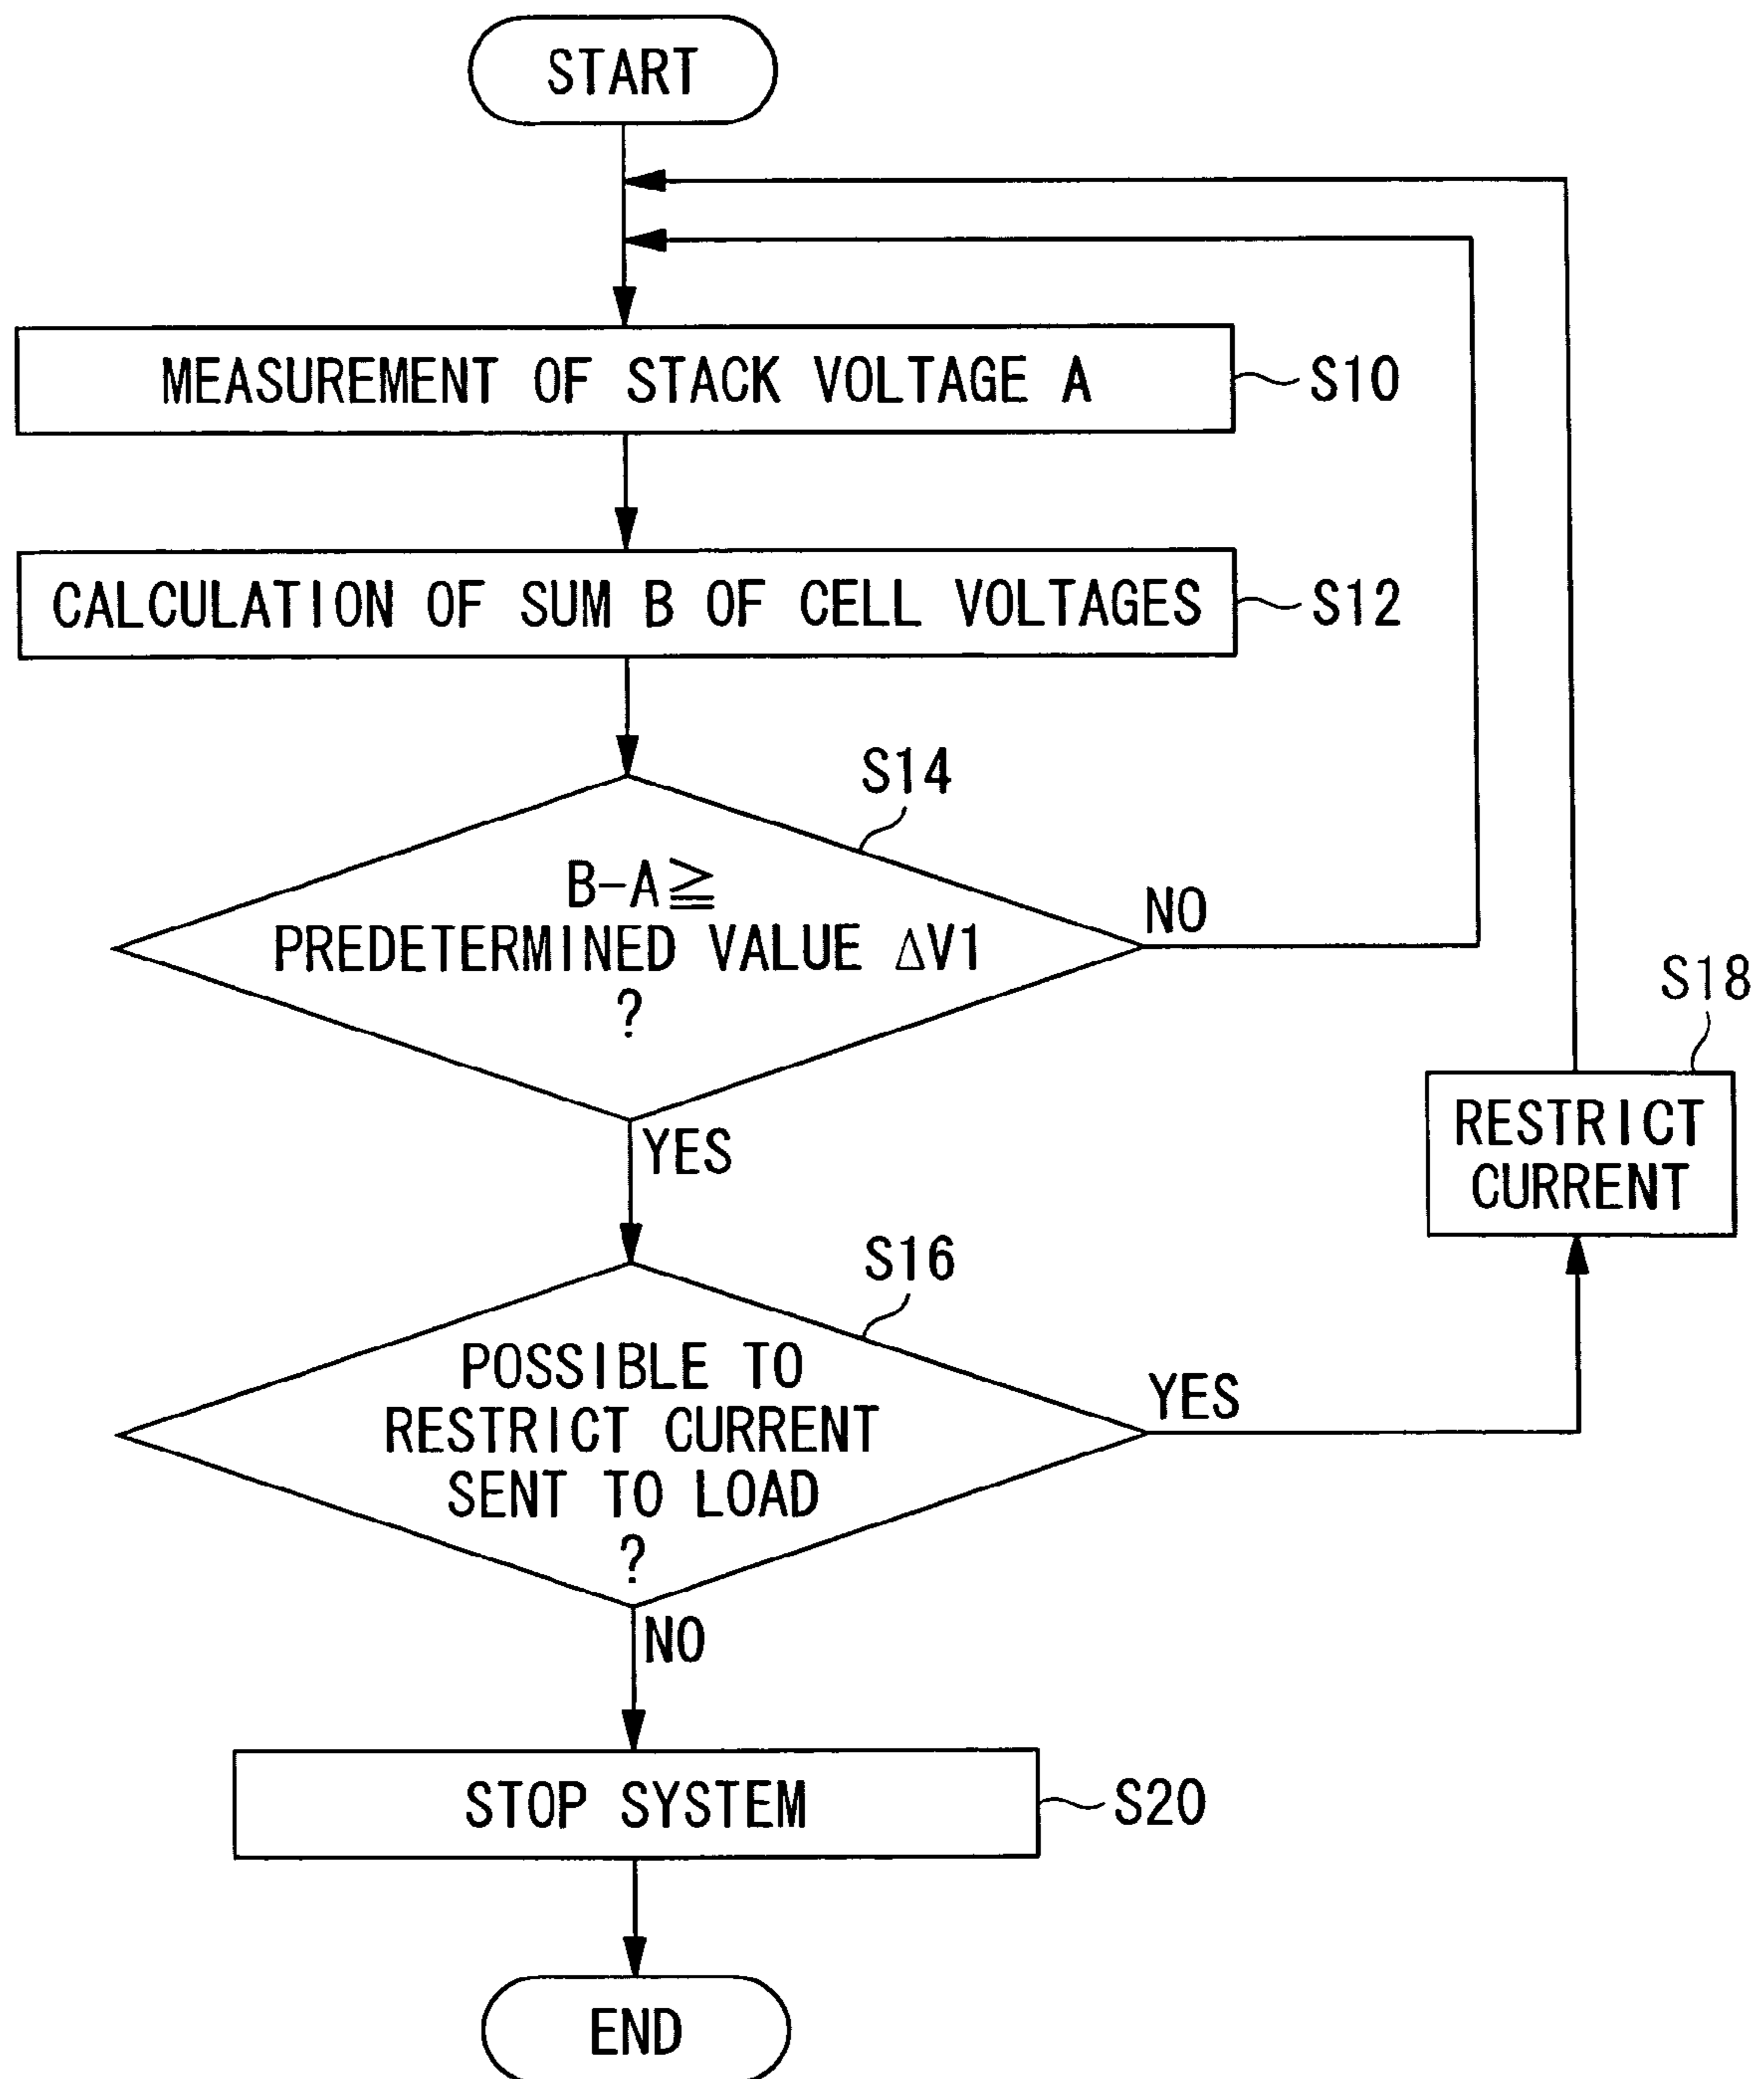 START
MEASUREMENT OF STACK VOLTAGE A
S10
CALCULATION OF SUM B OF CELL VOLTAGES
S12
S14
B-A≧
PREDETERMINED VALUE ΔV1
?
NO
YES
S18
RESTRICT
CURRENT
S16
POSSIBLE TO
RESTRICT CURRENT
SENT TO LOAD
?
YES
NO
STOP SYSTEM
S20
END